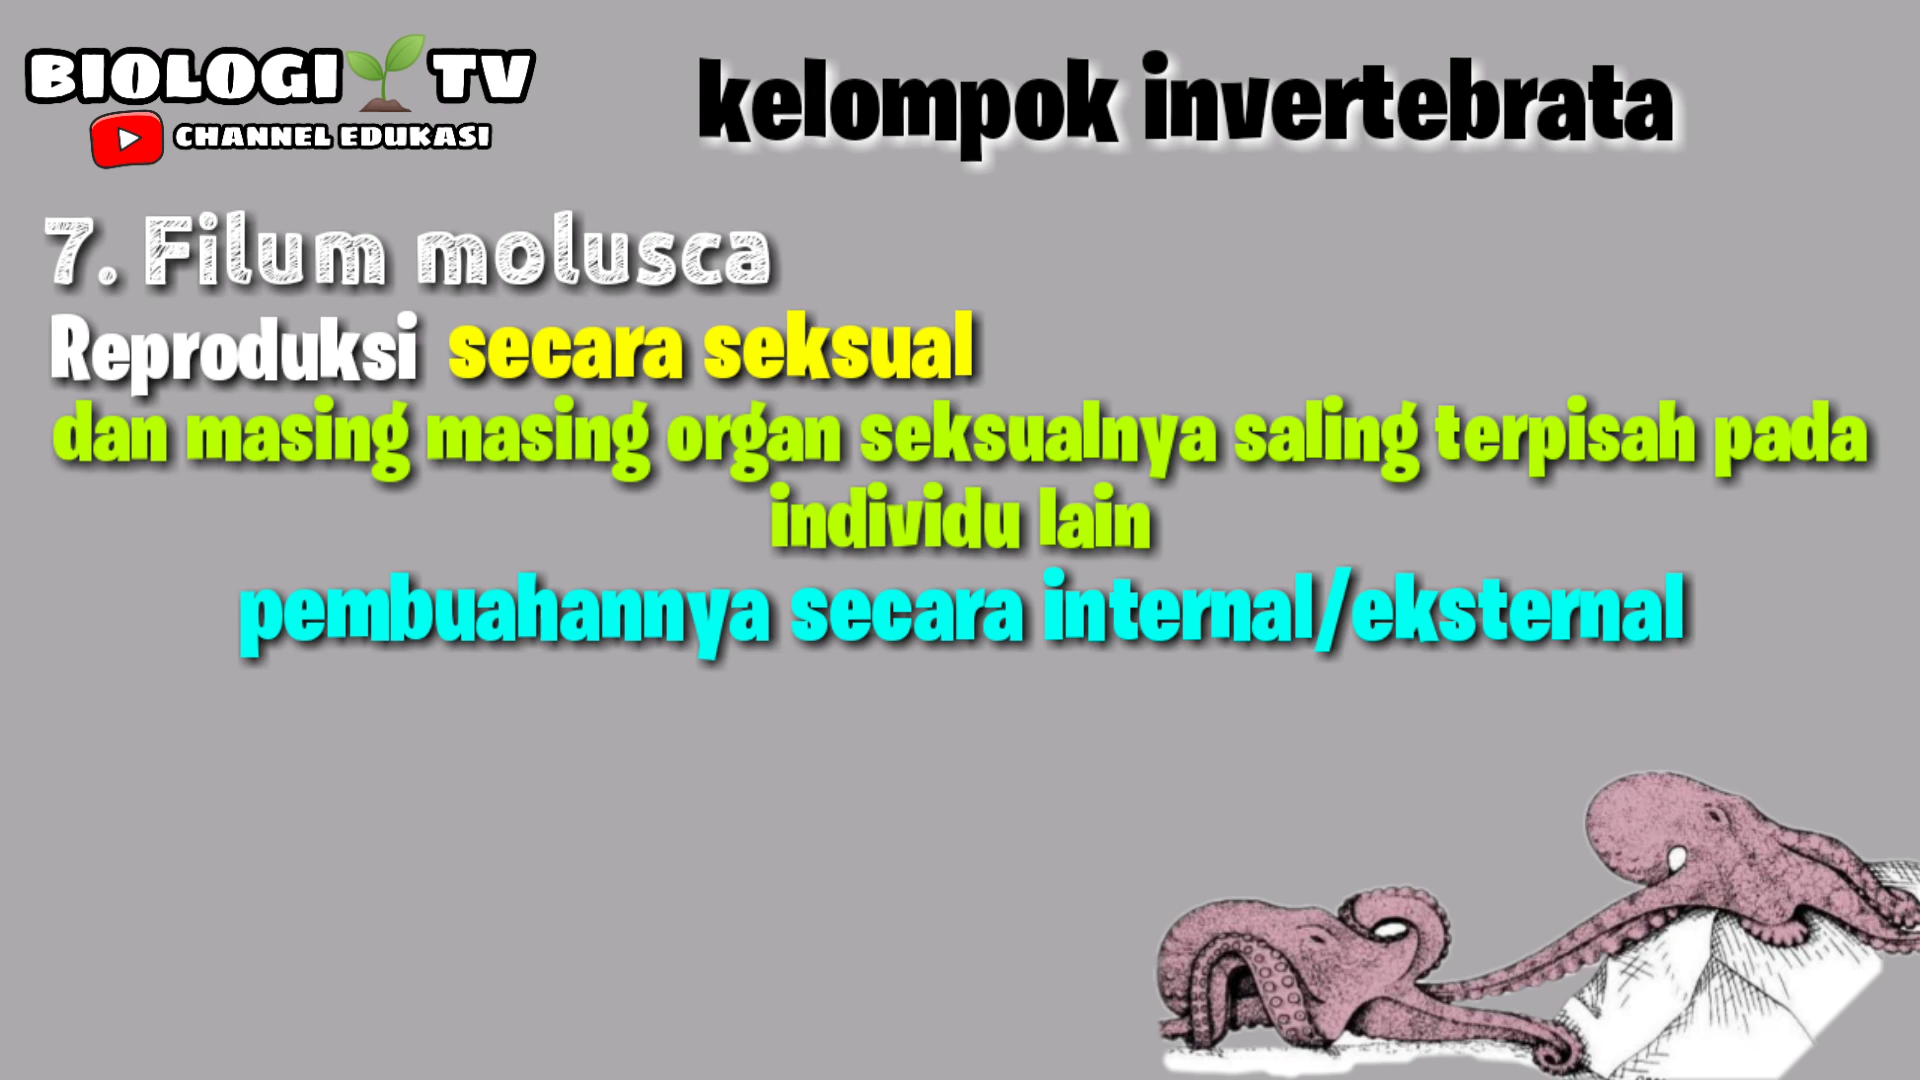 BIOLOGI TV
CHANNEL EDUKASI
kelompok invertebrata
7. Filum molusca
Reproduksi secara seksual
dan masing masing organ seksualnya saling terpisah pada
individu lain
pembuahannya secara internal/eksternal